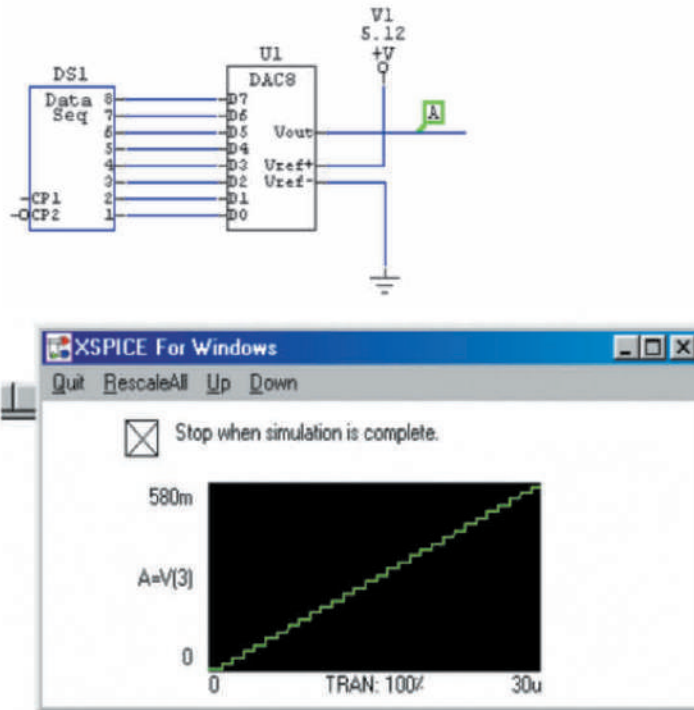 V1
5.12
+V
U1
DAC8
DS1
Data
Seq
8
7
6
5
4
3
2
1
CP1
CP2
D7
D6
D5
D4
D3
D2
D1
D0
Vout
Vref+
Vref-
A
XSPICE For Windows
Quit RescaleAll Up Down
Stop when simulation is complete.
580m
A=V(3)
0
0 TRAN: 100% 30u